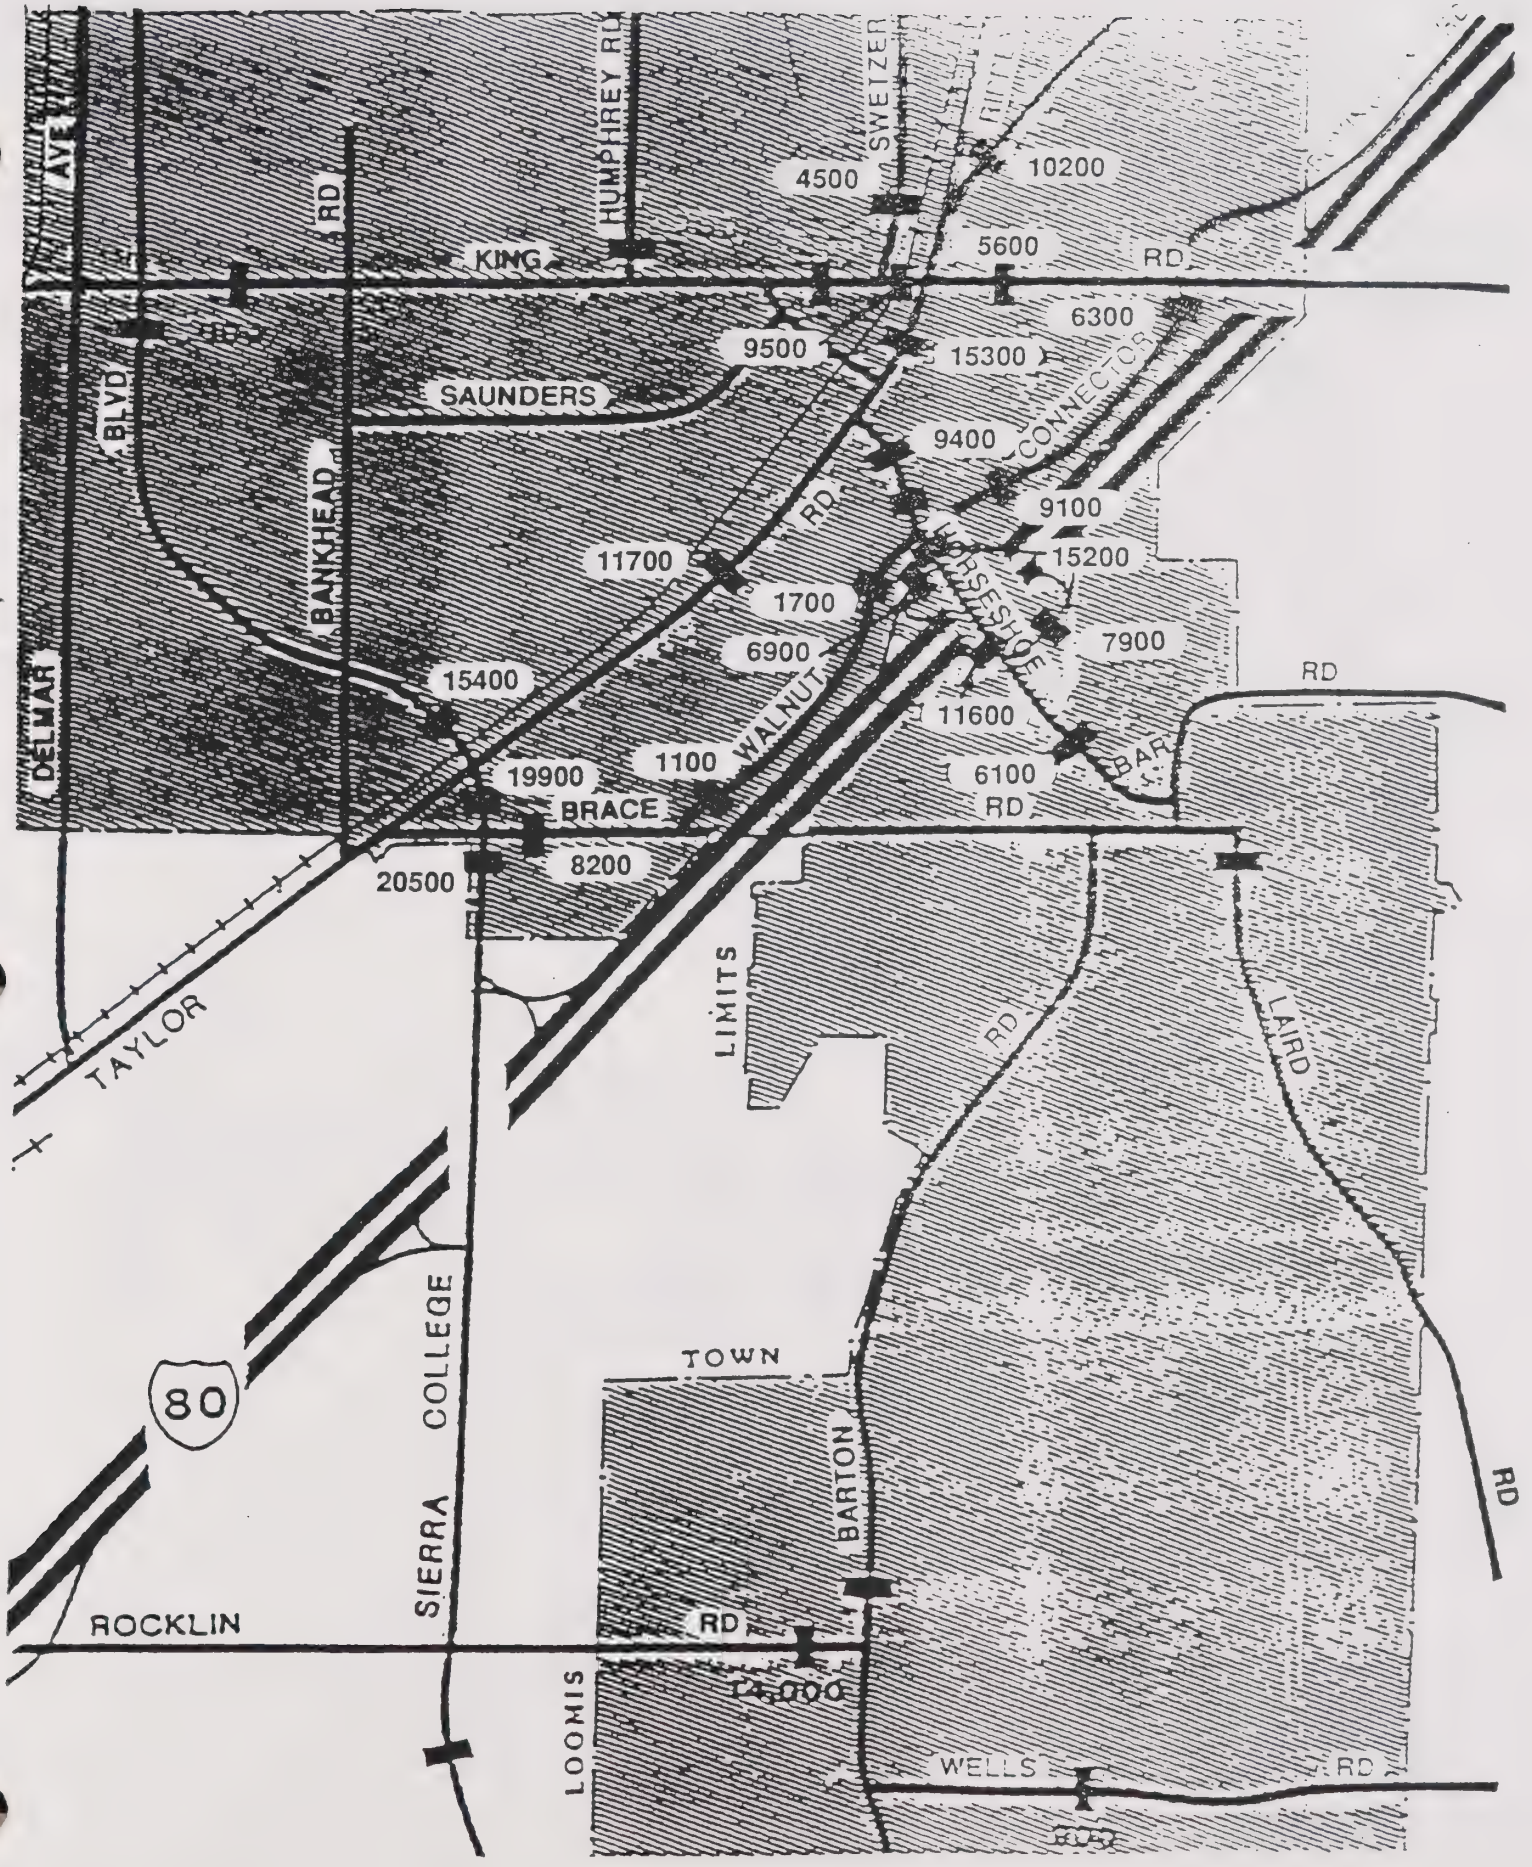 HUMPHREY RD
SWETZER
AVE
RD
4500
10200
KING
5600
RD
6300
9500
15300
BLVD
SAUNDERS
CONNECTOR
9400
BANKHEAD
RD
9100
11700
HORSESHOE
15200
1700
7900
6900
DELMAR
15400
RD
WALNUT
11600
1100
BAR
19900
6100
BRACE
RD
8200
20500
LIMITS
TAYLOR
RD
LAIRD
COLLEGE
TOWN
80
BARTON
RD
SIERRA
ROCKLIN
RD
14,000
LOOMIS
WELLS
RD